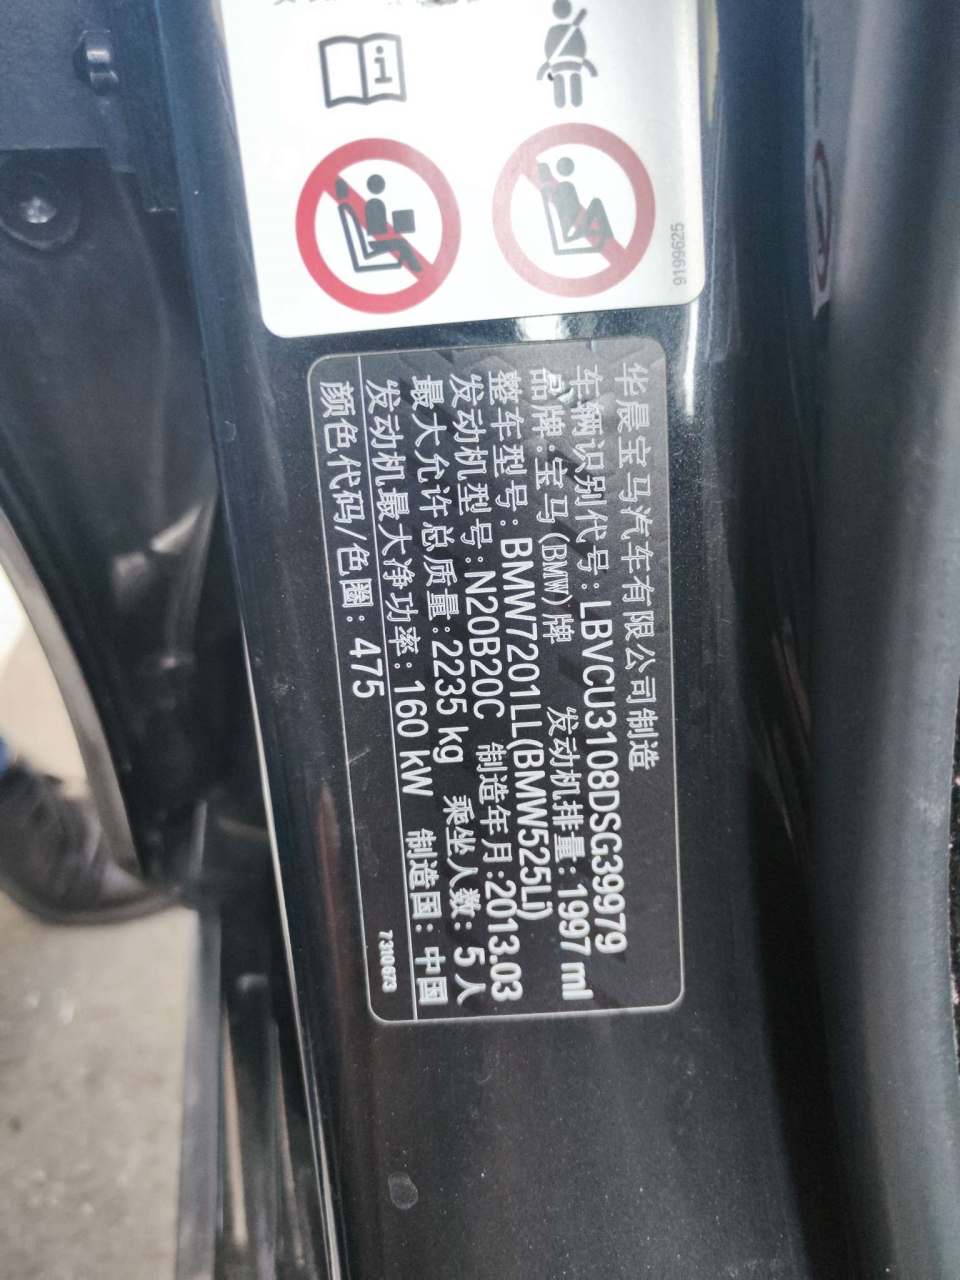 9199625
华晨宝马汽车有限公司制造
车辆识别代号:LBVCU3108DSG39979
品牌:宝马(BMW)牌 发动机排量:1997 ml
整车型号:BMW7201LL(BMW525Li)
发动机型号:N20B20C 制造年月:2013.03
最大允许总质量:2235 kg 乘坐人数: 5 人
发动机最大净功率:160 kW 制造国:中国
颜色代码/色圈:475
7310673